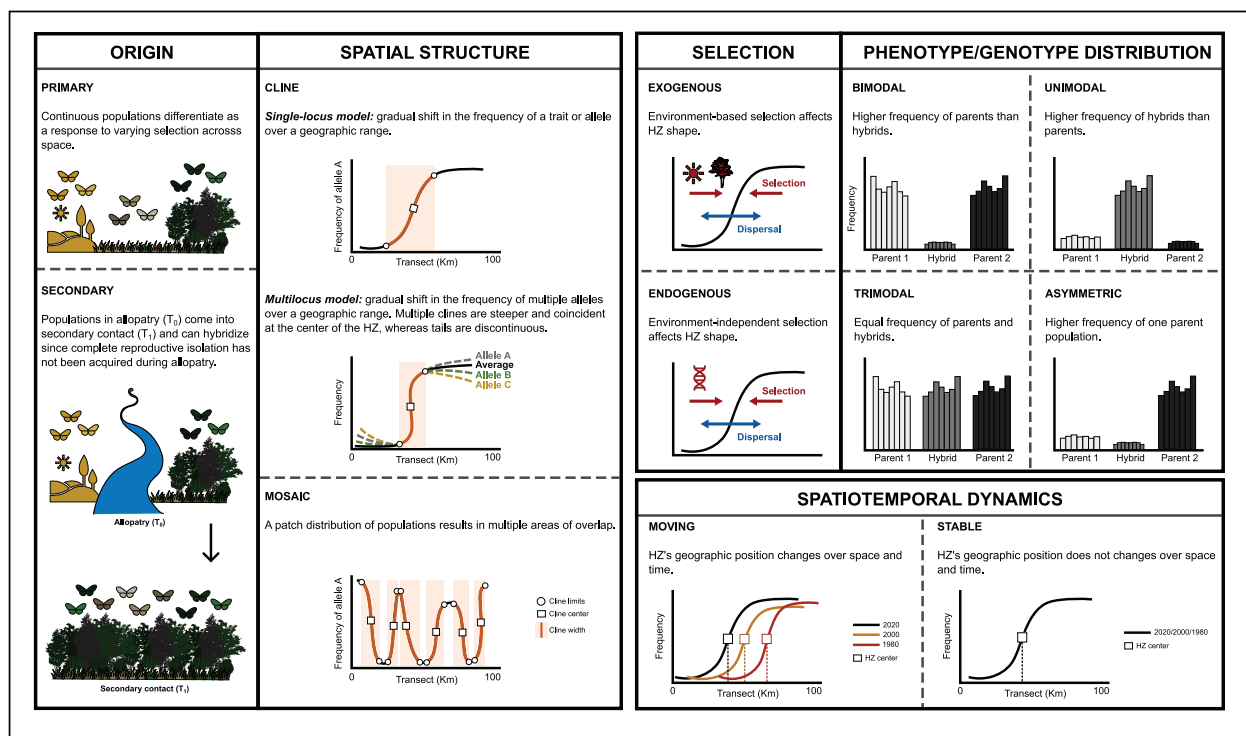 ORIGIN
PRIMARY
Continuous populations differentiate as
a response to varying selection acrosss
space.
SECONDARY
Populations in allopatry (T0) come into
secondary contact (T1) and can hybridize
since complete reproductive isolation has
not been acquired during allopatry.
Allopatry (T0)
Secondary contact (T1)
SPATIAL STRUCTURE
CLINE
Single-locus model: gradual shift in the frequency of a trait or allele
over a geographic range.
Frequency of allele A
0
Transect (Km)
100
Multilocus model: gradual shift in the frequency of multiple alleles
over a geographic range. Multiple clines are steeper and coincident
at the center of the HZ, whereas tails are discontinuous.
Allele A
Average
Allele B
Allele C
Frequency
0
Transect (Km)
100
MOSAIC
A patch distribution of populations results in multiple areas of overlap.
Frequency of allele A
0
Transect (Km)
100
Cline limits
Cline center
Cline width
SELECTION
EXOGENOUS
Environment-based selection affects
HZ shape.
Selection
Dispersal
ENDOGENOUS
Environment-independent selection
affects HZ shape.
Selection
Dispersal
PHENOTYPE/GENOTYPE DISTRIBUTION
BIMODAL
Higher frequency of parents than
hybrids.
Frequency
Parent 1 Hybrid Parent 2
UNIMODAL
Higher frequency of hybrids than
parents.
Parent 1 Hybrid Parent 2
TRIMODAL
Equal frequency of parents and
hybrids.
Parent 1 Hybrid Parent 2
ASYMMETRIC
Higher frequency of one parent
population.
Parent 1 Hybrid Parent 2
SPATIOTEMPORAL DYNAMICS
MOVING
HZ's geographic position changes over space and
time.
Frequency
2020
2000
1980
HZ center
0
Transect (Km)
100
STABLE
HZ's geographic position does not changes over space
and time.
Frequency
2020/2000/1980
HZ center
0
Transect (Km)
100